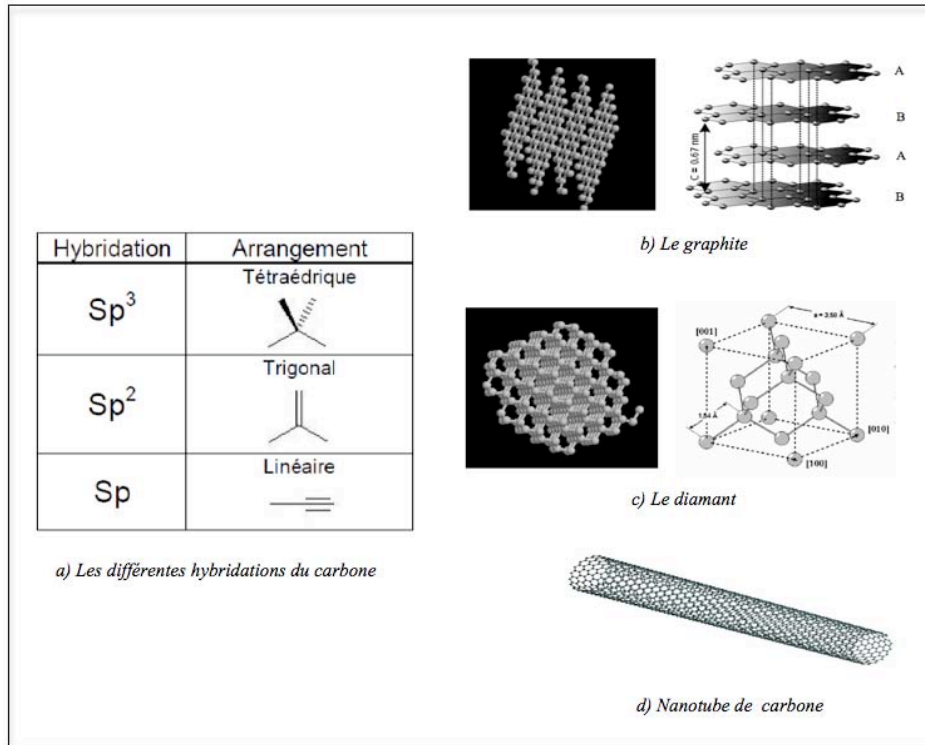 Hybridation Arrangement
Sp³ Tétraédrique
Sp² Trigonal
Sp Linéaire
a) Les différentes hybridations du carbone
A
B
A
B
C = 0.67 nm
b) Le graphite
[001]
[010]
[100]
c) Le diamant
d) Nanotube de carbone